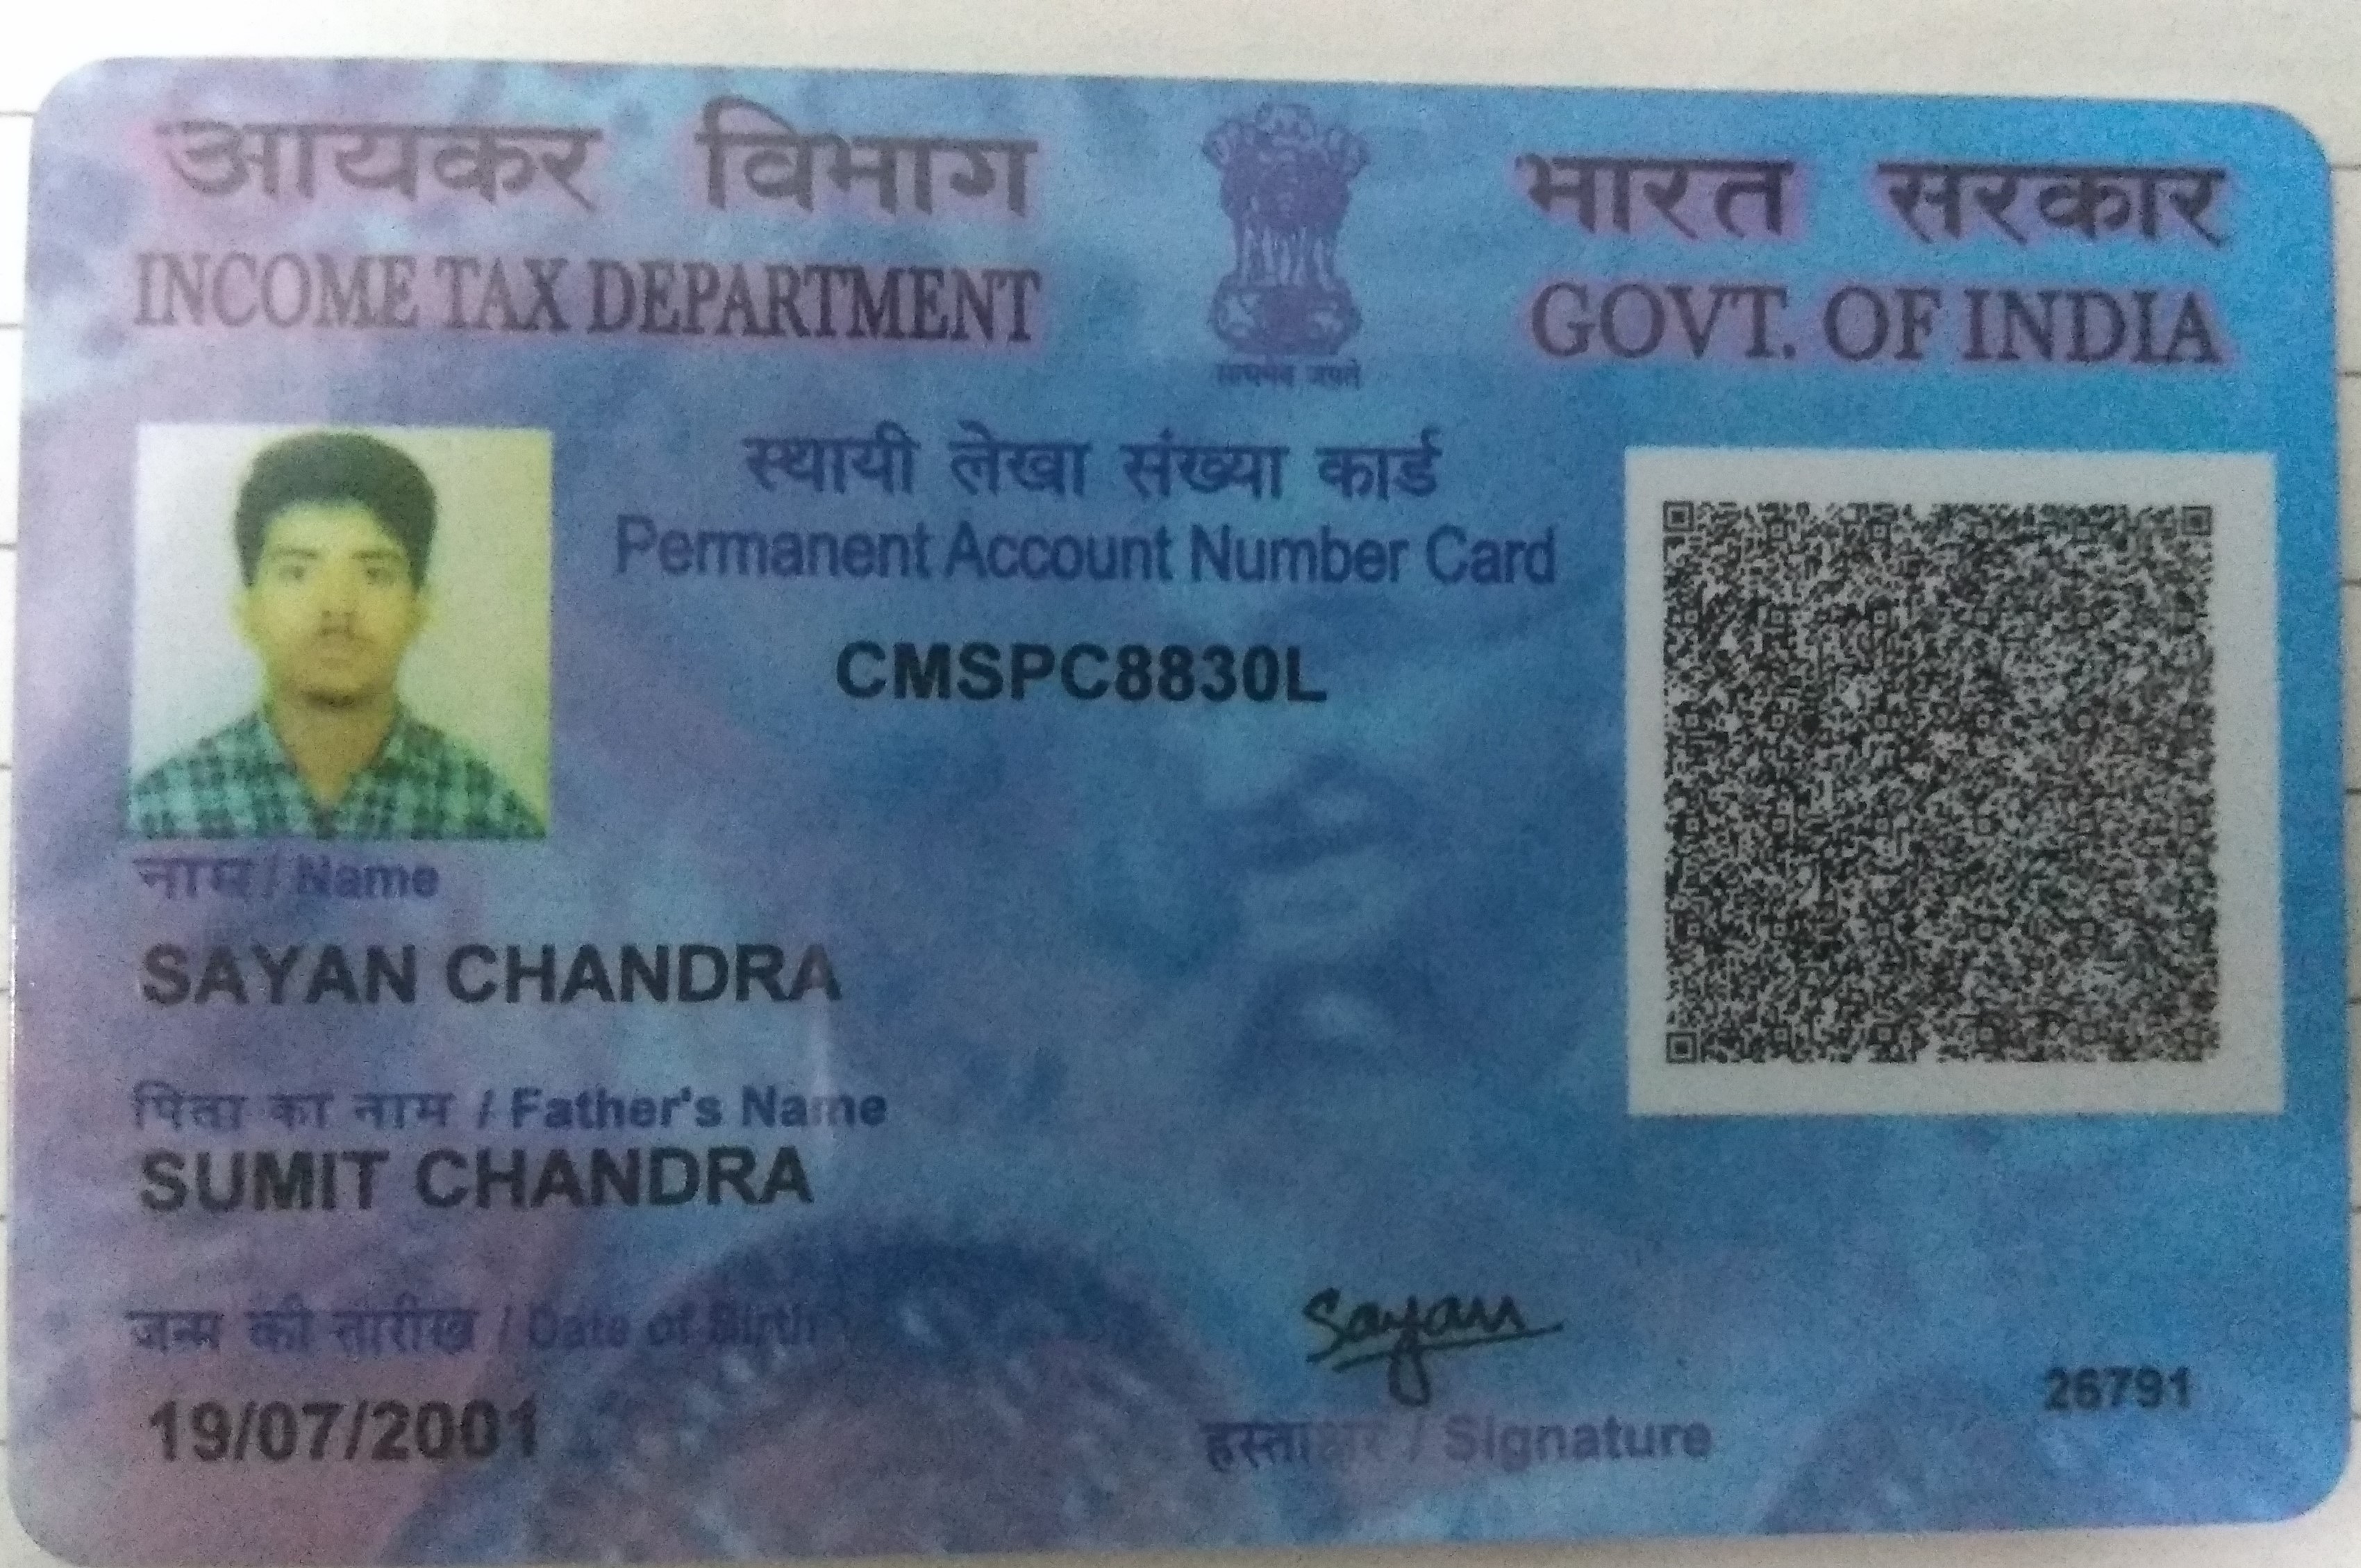 आयकर विभाग
INCOME TAX DEPARTMENT
भारत सरकार
GOVT. OF INDIA
सत्यमेव जयते
स्थायी लेखा संख्या कार्ड
Permanent Account Number Card
CMSPC8830L
नाम / Name
SAYAN CHANDRA
पिता का नाम / Father's Name
SUMIT CHANDRA
जन्म की तारीख / Date of Birth
19/07/2001
Sayan
हस्ताक्षर / Signature
26791